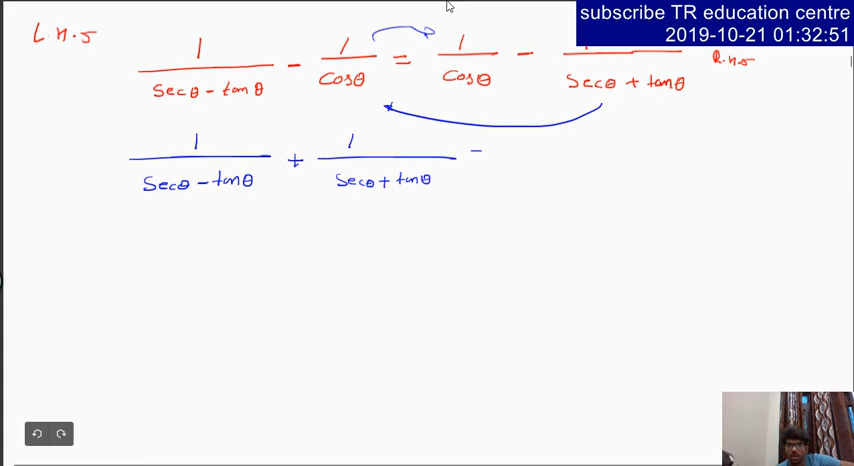 subscribe TR education centre
2019-10-21 01:32:51
L.H.S
1/(Secθ - tanθ) - 1/Cosθ = 1/Cosθ - 1/(Secθ + tanθ) R.H.S
1/(Secθ - tanθ) + 1/(Secθ + tanθ) -